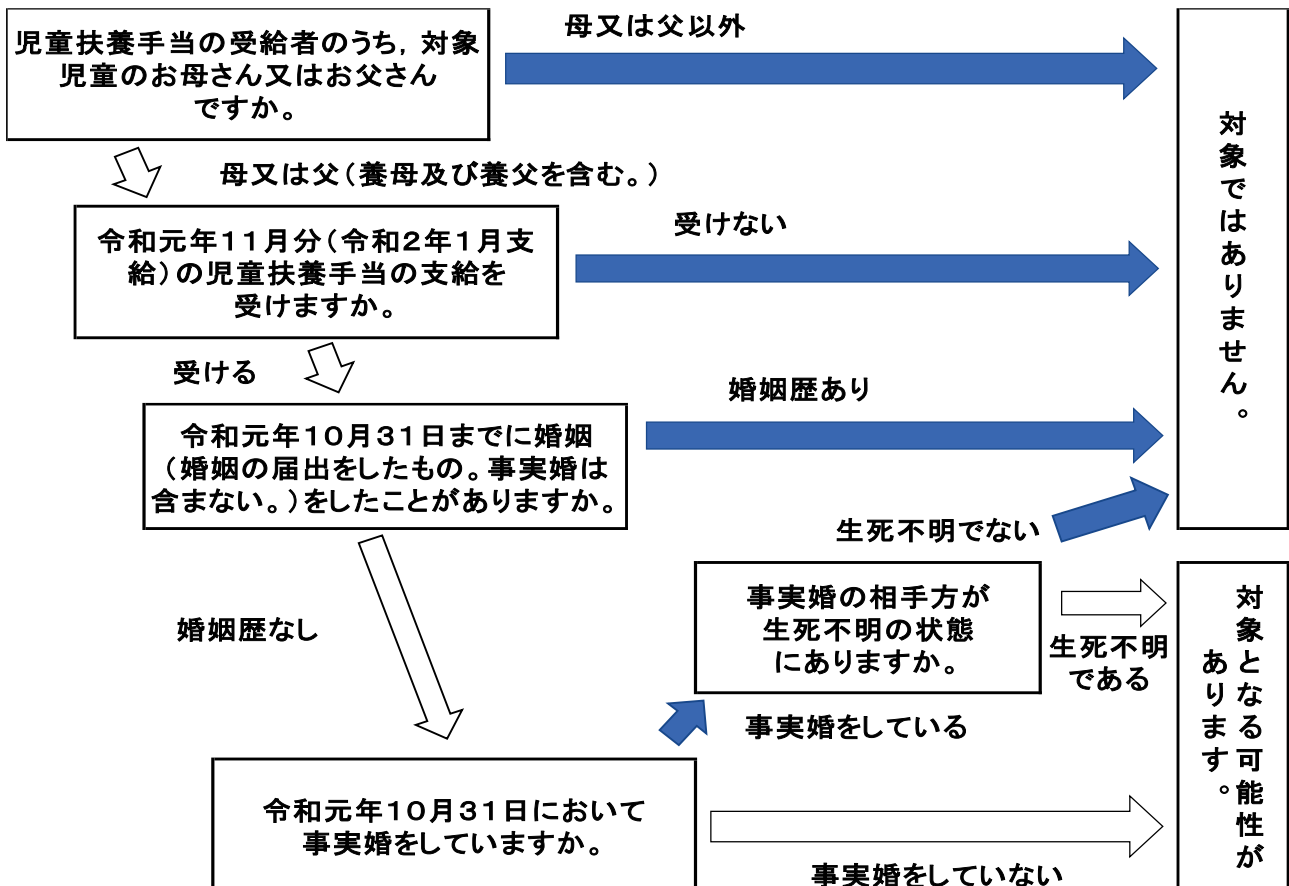 児童扶養手当の受給者のうち，対象
児童のお母さん又はお父さん
ですか。
母又は父以外
母又は父（養母及び養父を含む。）
令和元年１１月分（令和２年１月支
給）の児童扶養手当の支給を
受けますか。
受けない
受ける
令和元年１０月３１日までに婚姻
（婚姻の届出をしたもの。事実婚は
含まない。）をしたことがありますか。
婚姻歴あり
対象ではありません。
婚姻歴なし
生死不明でない
事実婚の相手方が
生死不明の状態
にありますか。
生死不明
である
事実婚をしている
令和元年１０月３１日において
事実婚をしていますか。
事実婚をしていない
対象となる可能性が
あります。